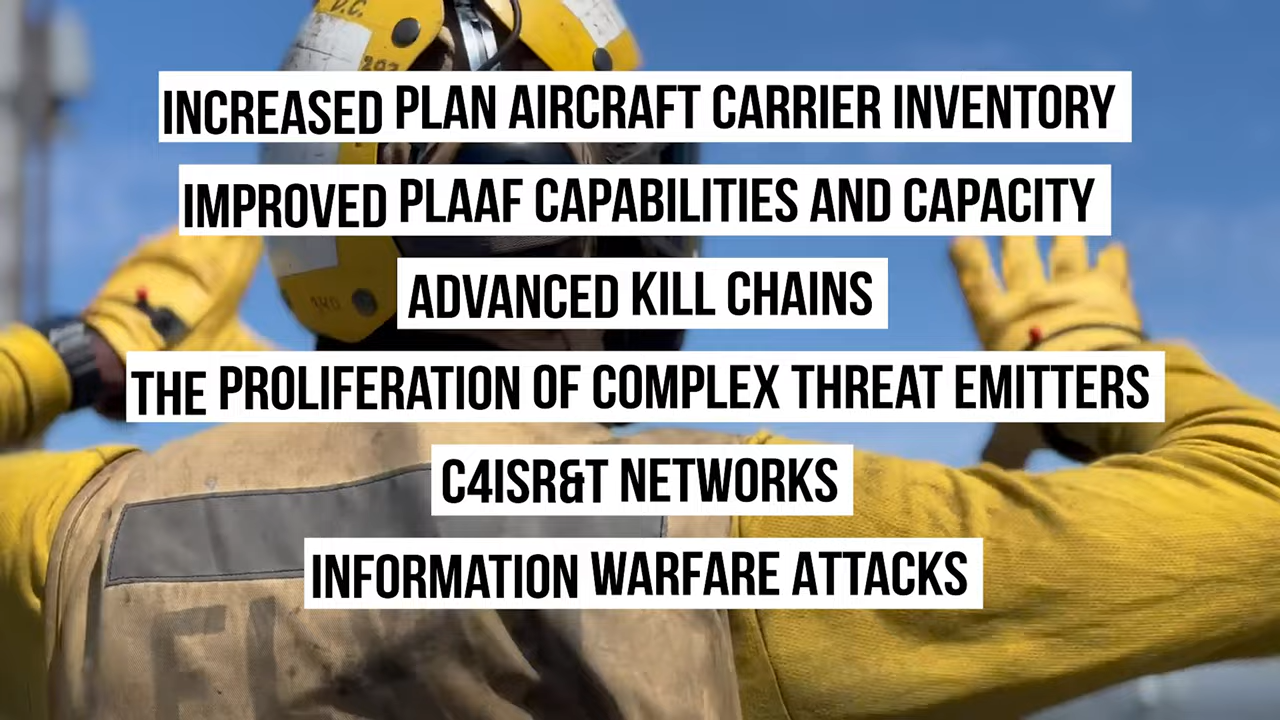 D.C.
202
INCREASED PLAN AIRCRAFT CARRIER INVENTORY
IMPROVED PLAAF CAPABILITIES AND CAPACITY
ADVANCED KILL CHAINS
THE PROLIFERATION OF COMPLEX THREAT EMITTERS
C4ISR&T NETWORKS
INFORMATION WARFARE ATTACKS